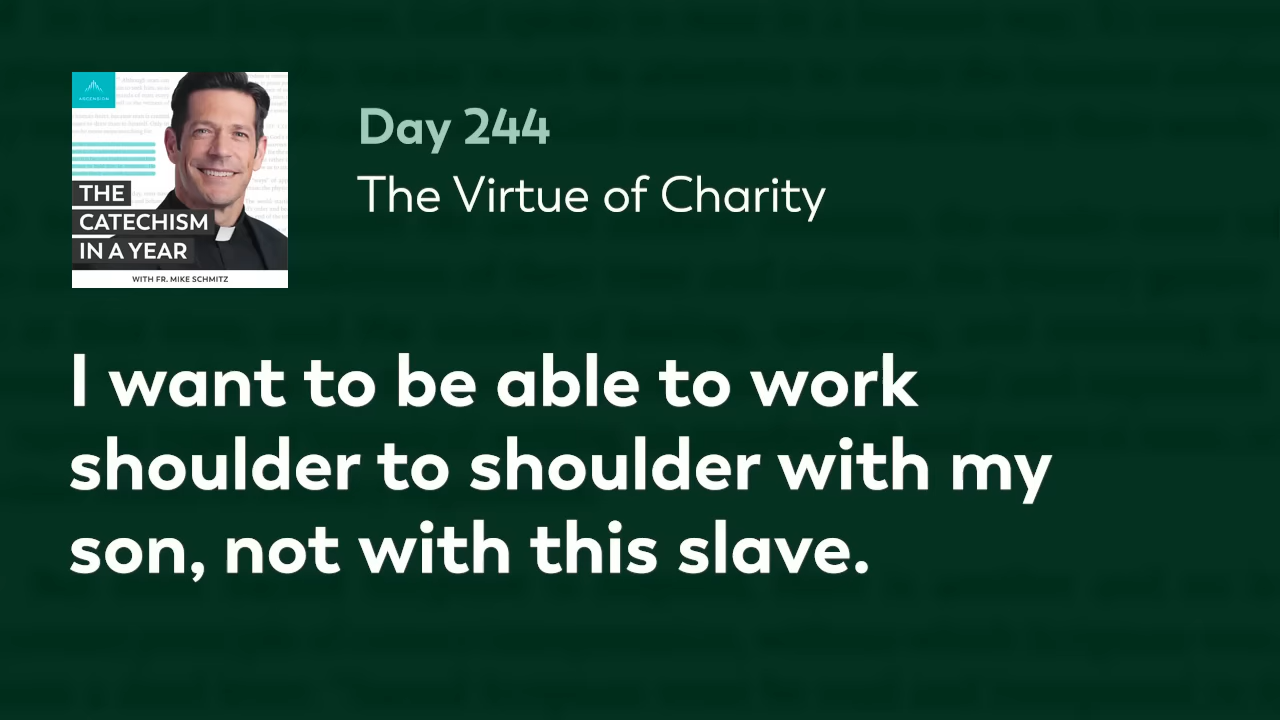 ASCENSION
THE
CATECHISM
IN A YEAR
WITH FR. MIKE SCHMITZ
Day 244
The Virtue of Charity
I want to be able to work
shoulder to shoulder with my
son, not with this slave.